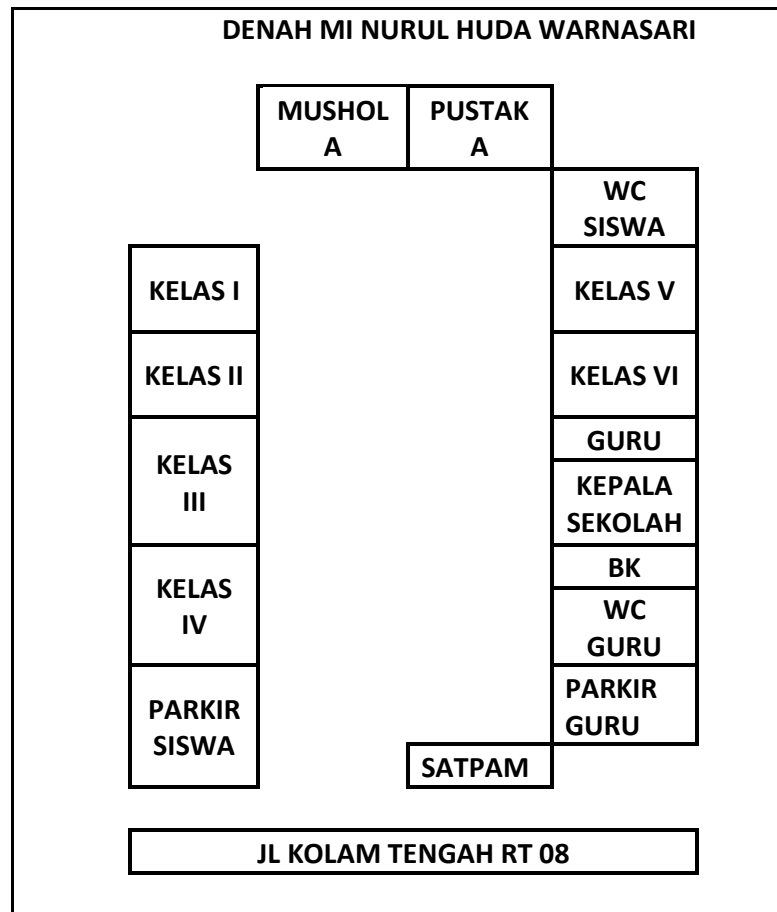 DENAH MI NURUL HUDA WARNASARI
MUSHOL
A
PUSTAK
A
WC
SISWA
KELAS I
KELAS V
KELAS II
KELAS VI
KELAS
III
GURU
KEPALA
SEKOLAH
KELAS
IV
BK
WC
GURU
PARKIR
SISWA
PARKIR
GURU
SATPAM
JL KOLAM TENGAH RT 08